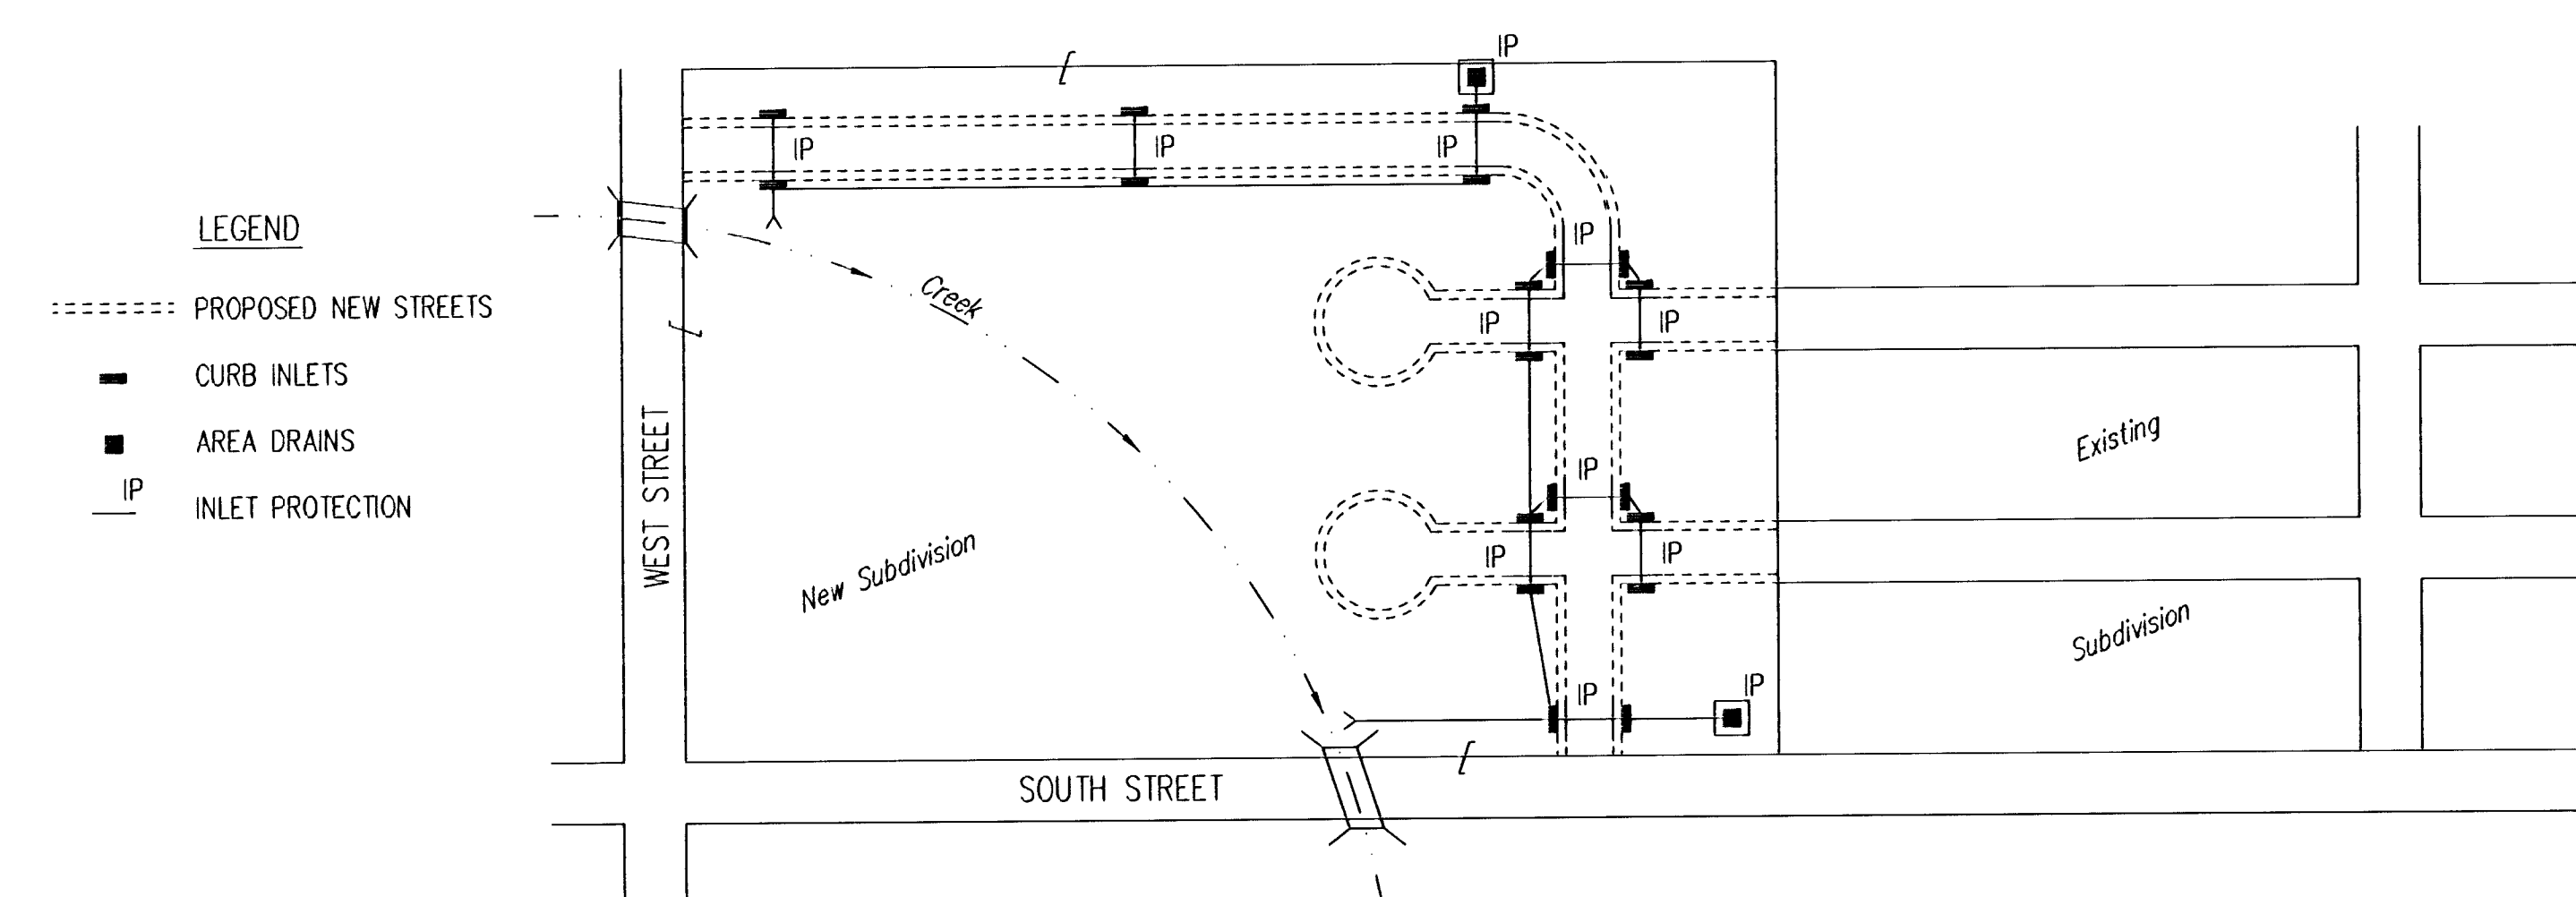 LEGEND
PROPOSED NEW STREETS
CURB INLETS
AREA DRAINS
IP
INLET PROTECTION
WEST STREET
SOUTH STREET
Creek
New Subdivision
Existing
Subdivision
IP
IP
IP
IP
IP
IP
IP
IP
IP
IP
IP
IP